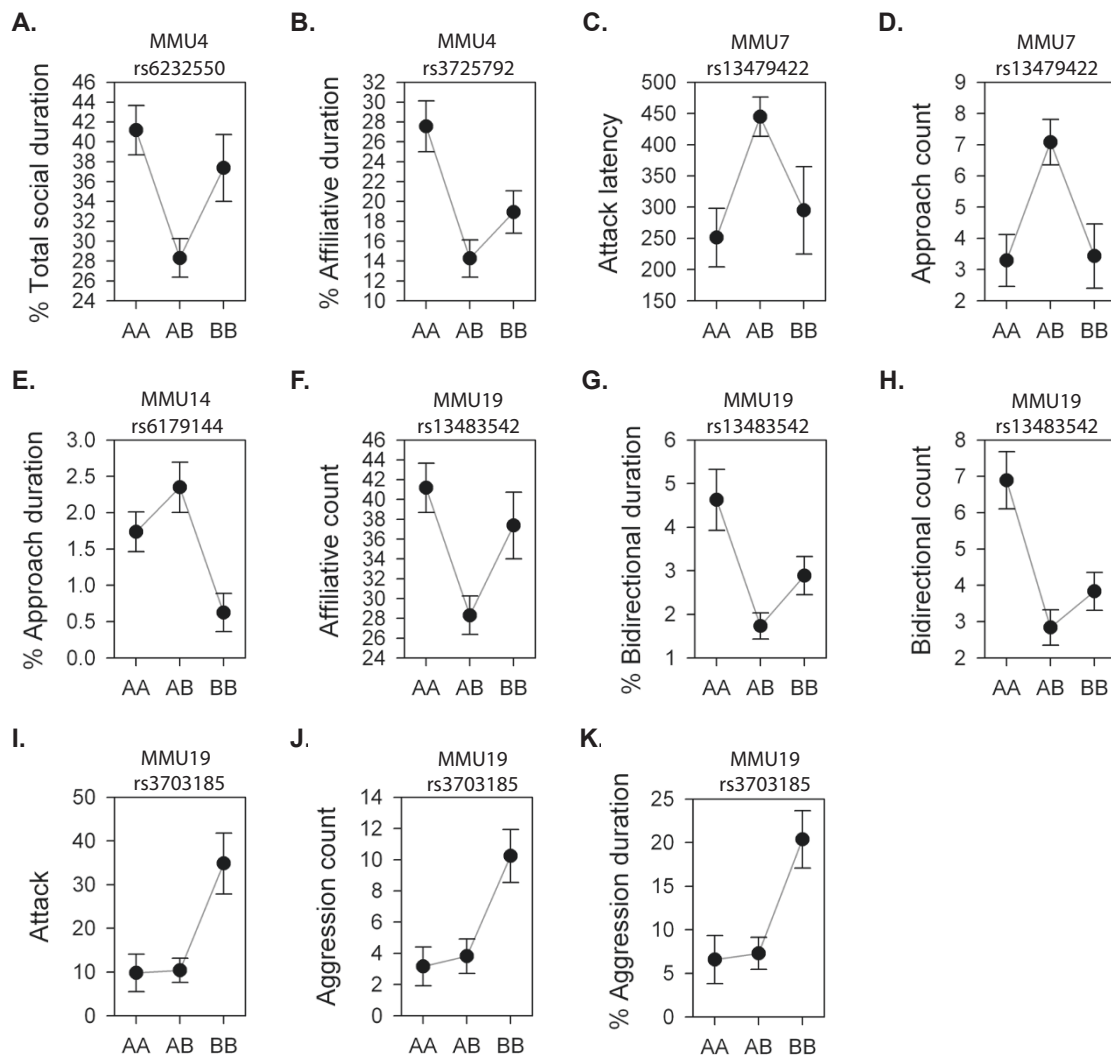 A.
MMU4
rs6232550
% Total social duration
46
44
42
40
38
36
34
32
30
28
26
24
AA AB BB
B.
MMU4
rs3725792
% Affiliative duration
32
30
28
26
24
22
20
18
16
14
12
10
AA AB BB
C.
MMU7
rs13479422
Attack latency
500
450
400
350
300
250
200
150
AA AB BB
D.
MMU7
rs13479422
Approach count
9
8
7
6
5
4
3
2
AA AB BB
E.
MMU14
rs6179144
% Approach duration
3.0
2.5
2.0
1.5
1.0
0.5
0.0
AA AB BB
F.
MMU19
rs13483542
Affiliative count
46
44
42
40
38
36
34
32
30
28
26
24
AA AB BB
G.
MMU19
rs13483542
% Bidirectional duration
6
5
4
3
2
1
AA AB BB
H.
MMU19
rs13483542
Bidirectional count
8
7
6
5
4
3
2
AA AB BB
I.
MMU19
rs3703185
Attack
50
40
30
20
10
0
AA AB BB
J.
MMU19
rs3703185
Aggression count
14
12
10
8
6
4
2
0
AA AB BB
K.
MMU19
rs3703185
% Aggression duration
25
20
15
10
5
0
AA AB BB